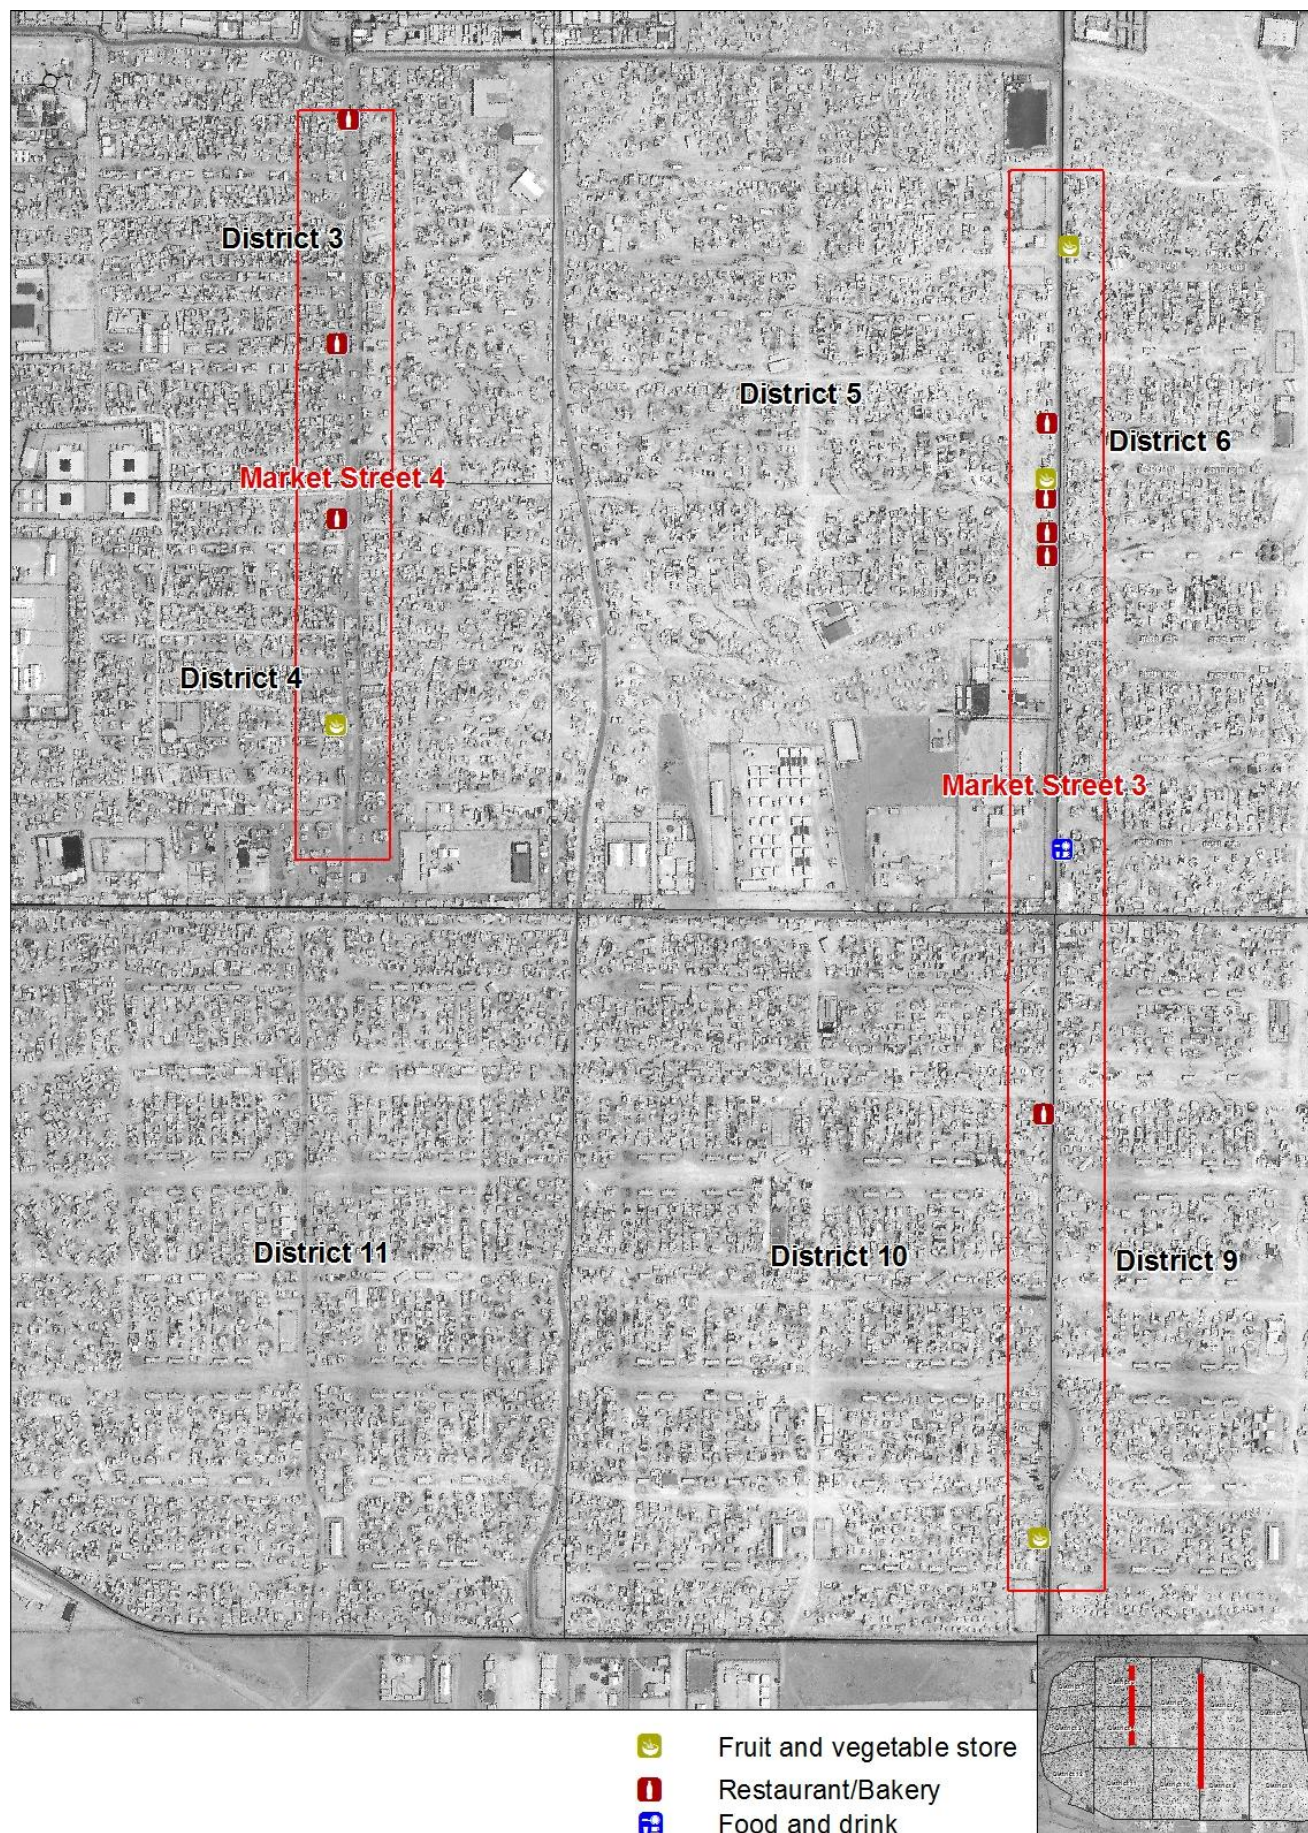 District 3
District 5
District 6
Market Street 4
District 4
Market Street 3
District 11
District 10
District 9
Fruit and vegetable store
Restaurant/Bakery
Food and drink